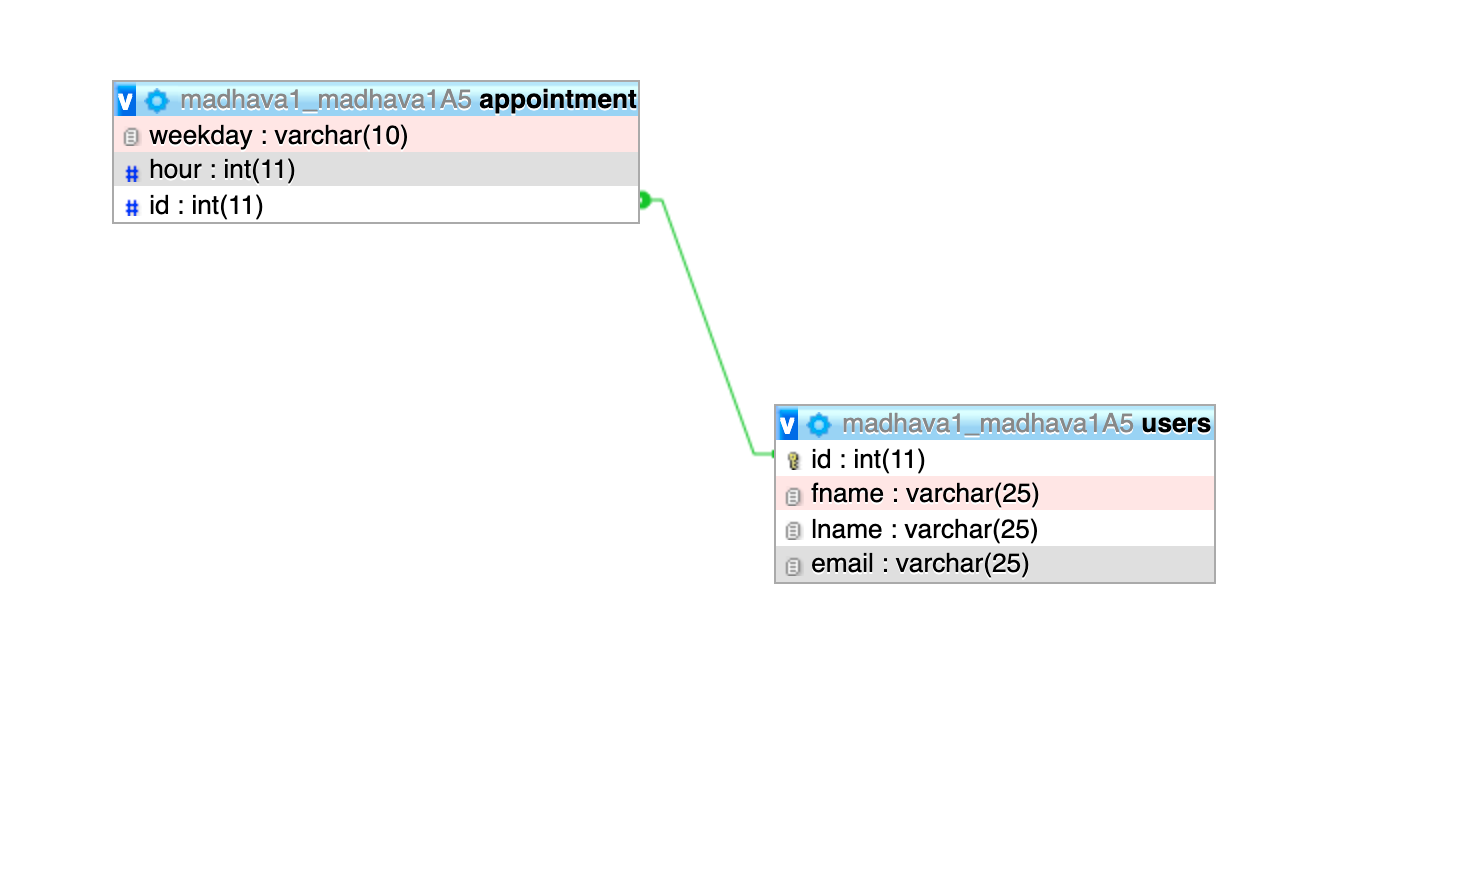 v madhava1_madhava1A5 appointment
weekday : varchar(10)
# hour : int(11)
# id : int(11)
v madhava1_madhava1A5 users
id : int(11)
fname : varchar(25)
lname : varchar(25)
email : varchar(25)